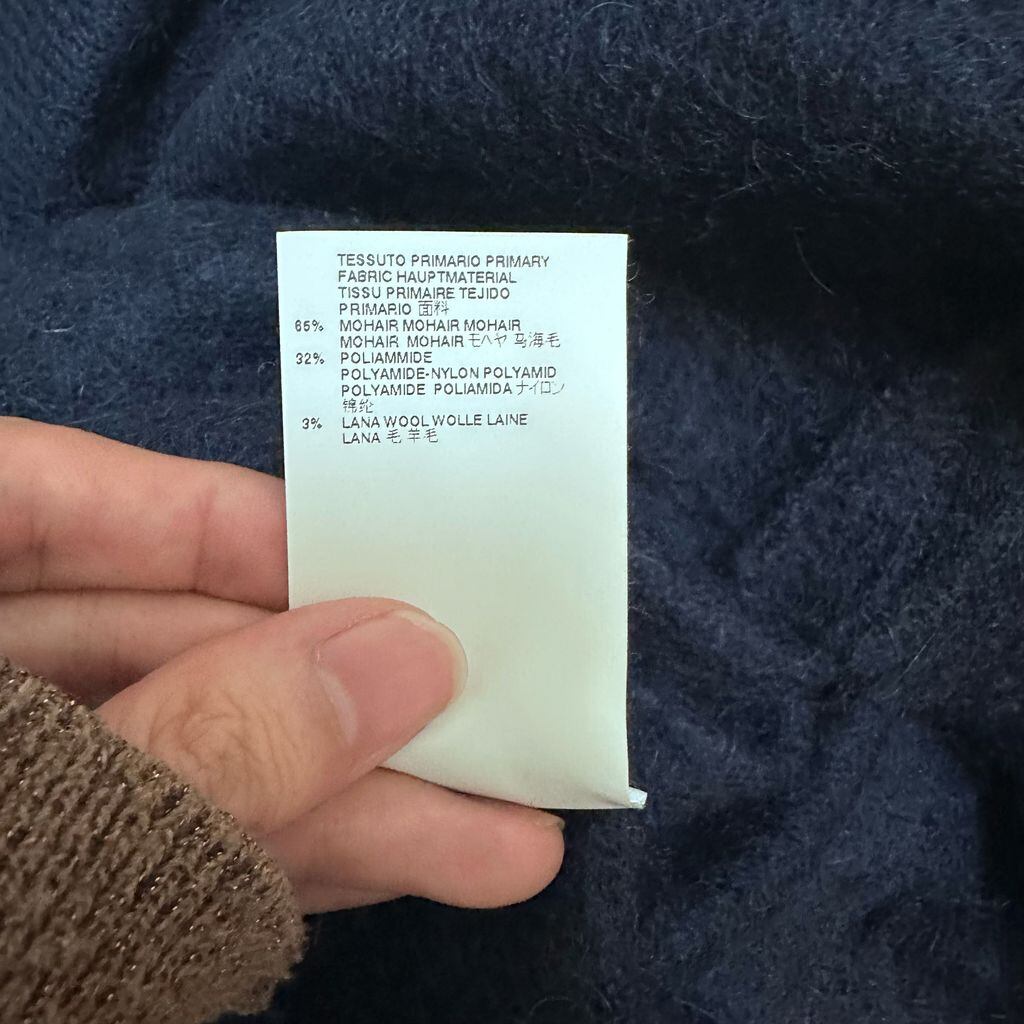 TESSUTO PRIMARIO PRIMARY
FABRIC HAUPTMATERIAL
TISSU PRIMAIRE TEJIDO
PRIMARIO 面料
65% MOHAIR MOHAIR MOHAIR
MOHAIR MOHAIR モヘヤ 马海毛
32% POLIAMMIDE
POLYAMIDE-NYLON POLYAMID
POLYAMIDE POLIAMIDA ナイロン
锦纶
3% LANA WOOL WOLLE LAINE
LANA 毛 羊毛